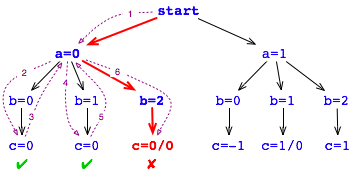 start
1
a=0 a=1
2 4 6
b=0 b=1 b=2 b=0 b=1 b=2
3 5
c=0 c=0 c=0/0 c=-1 c=1/0 c=1
✔ ✔ ✘